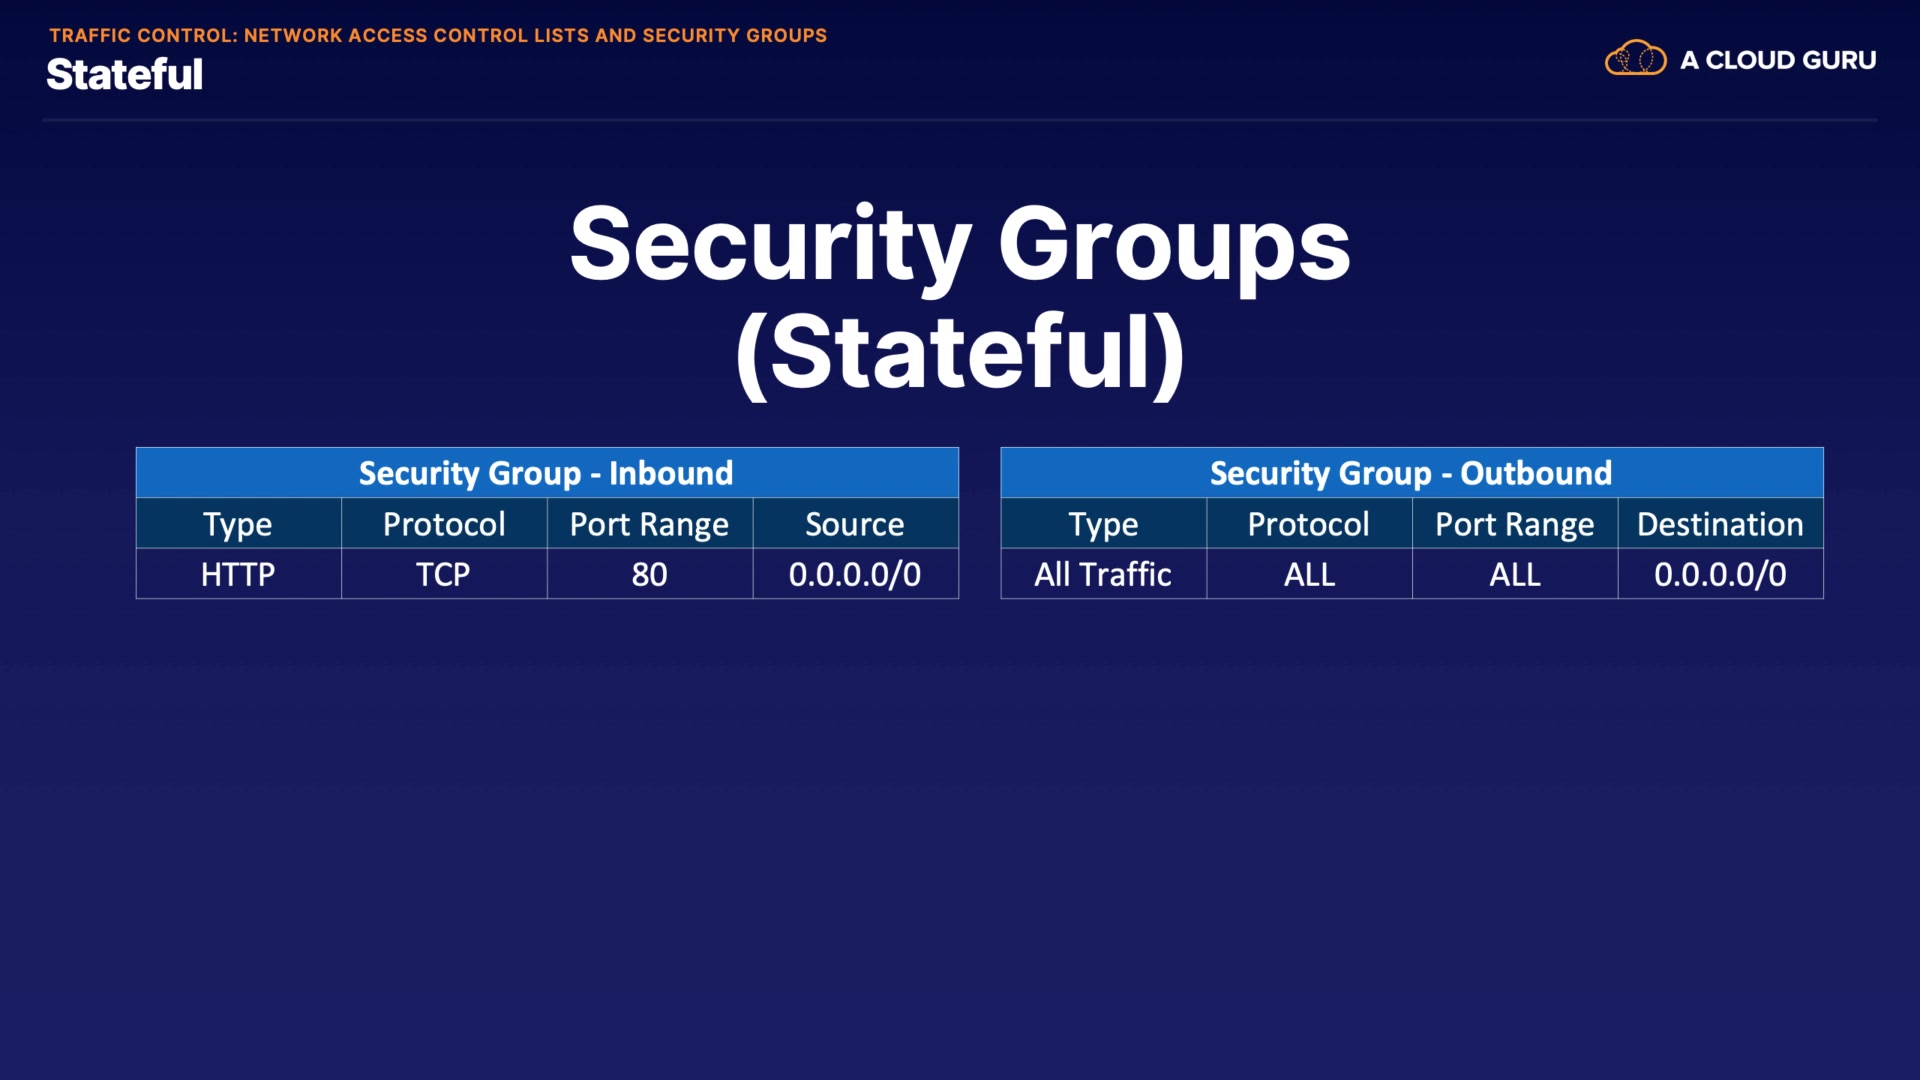 TRAFFIC CONTROL: NETWORK ACCESS CONTROL LISTS AND SECURITY GROUPS
Stateful
A CLOUD GURU
Security Groups
(Stateful)
Security Group - Inbound
Type Protocol Port Range Source
HTTP TCP 80 0.0.0.0/0
Security Group - Outbound
Type Protocol Port Range Destination
All Traffic ALL ALL 0.0.0.0/0